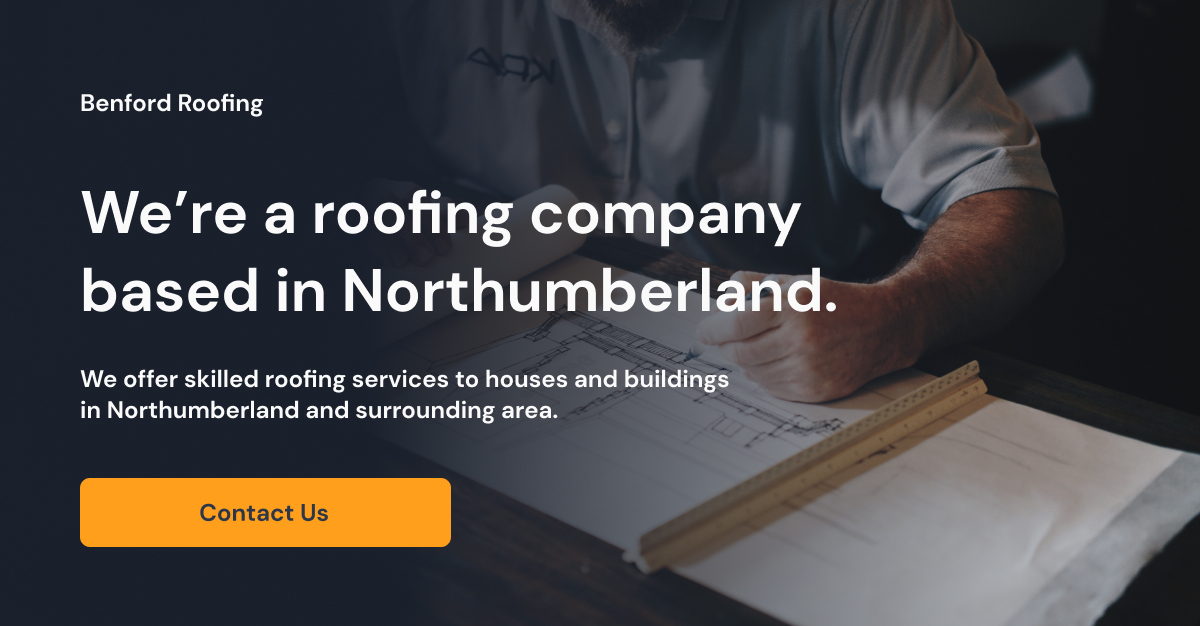 Benford Roofing
We’re a roofing company
based in Northumberland.
We offer skilled roofing services to houses and buildings
in Northumberland and surrounding area.
Contact Us